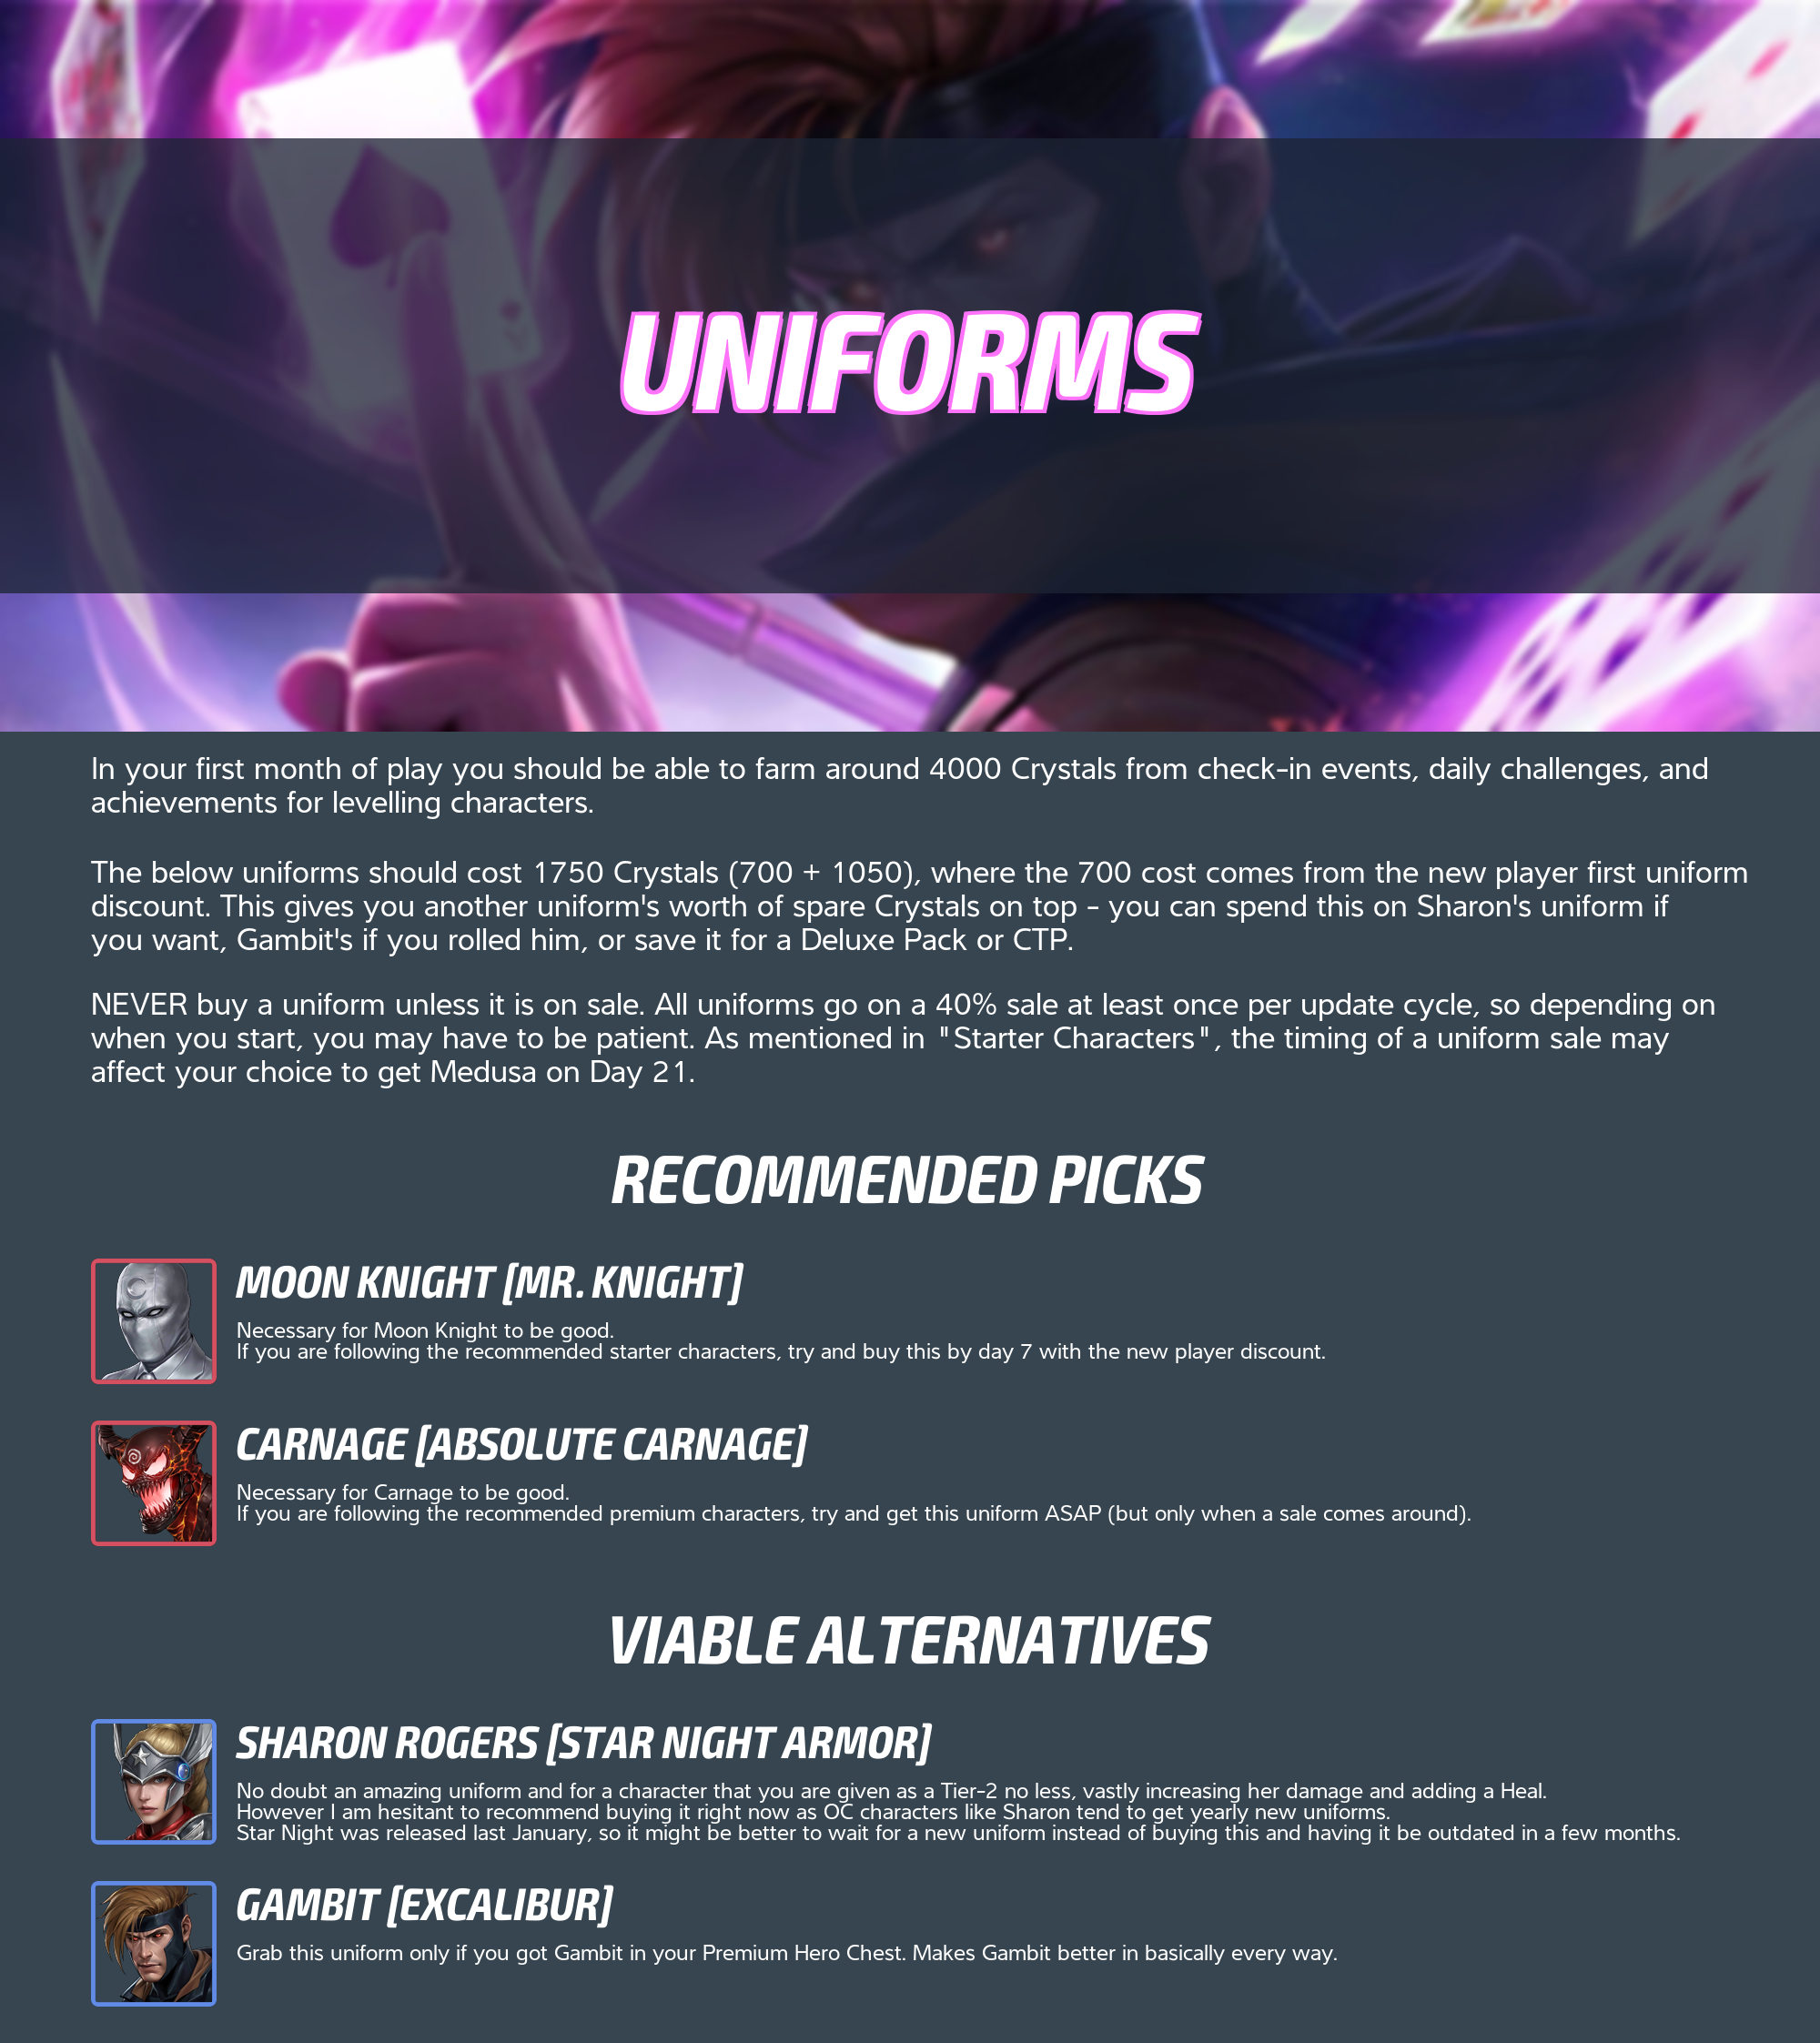 UNIFORMS
In your first month of play you should be able to farm around 4000 Crystals from check-in events, daily challenges, and
achievements for levelling characters.
The below uniforms should cost 1750 Crystals (700 + 1050), where the 700 cost comes from the new player first uniform
discount. This gives you another uniform's worth of spare Crystals on top - you can spend this on Sharon's uniform if
you want, Gambit's if you rolled him, or save it for a Deluxe Pack or CTP.
NEVER buy a uniform unless it is on sale. All uniforms go on a 40% sale at least once per update cycle, so depending on
when you start, you may have to be patient. As mentioned in "Starter Characters", the timing of a uniform sale may
affect your choice to get Medusa on Day 21.
RECOMMENDED PICKS
MOON KNIGHT [MR. KNIGHT]
Necessary for Moon Knight to be good.
If you are following the recommended starter characters, try and buy this by day 7 with the new player discount.
CARNAGE [ABSOLUTE CARNAGE]
Necessary for Carnage to be good.
If you are following the recommended premium characters, try and get this uniform ASAP (but only when a sale comes around).
VIABLE ALTERNATIVES
SHARON ROGERS [STAR NIGHT ARMOR]
No doubt an amazing uniform and for a character that you are given as a Tier-2 no less, vastly increasing her damage and adding a Heal.
However I am hesitant to recommend buying it right now as OC characters like Sharon tend to get yearly new uniforms.
Star Night was released last January, so it might be better to wait for a new uniform instead of buying this and having it be outdated in a few months.
GAMBIT [EXCALIBUR]
Grab this uniform only if you got Gambit in your Premium Hero Chest. Makes Gambit better in basically every way.